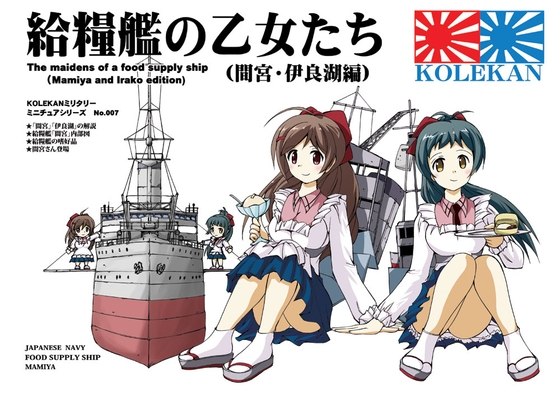 給糧艦の乙女たち
The maidens of a food supply ship
(Mamiya and Irako edition)
(間宮・伊良湖編)
KOLEKAN
KOLEKANミリタリー
ミニチュアシリーズ No.007
★「間宮」「伊良湖」の解説
★給糧艦「間宮」内部図
★給糧艦の嗜好品
★間宮さん登場
JAPANESE NAVY
FOOD SUPPLY SHIP
MAMIYA